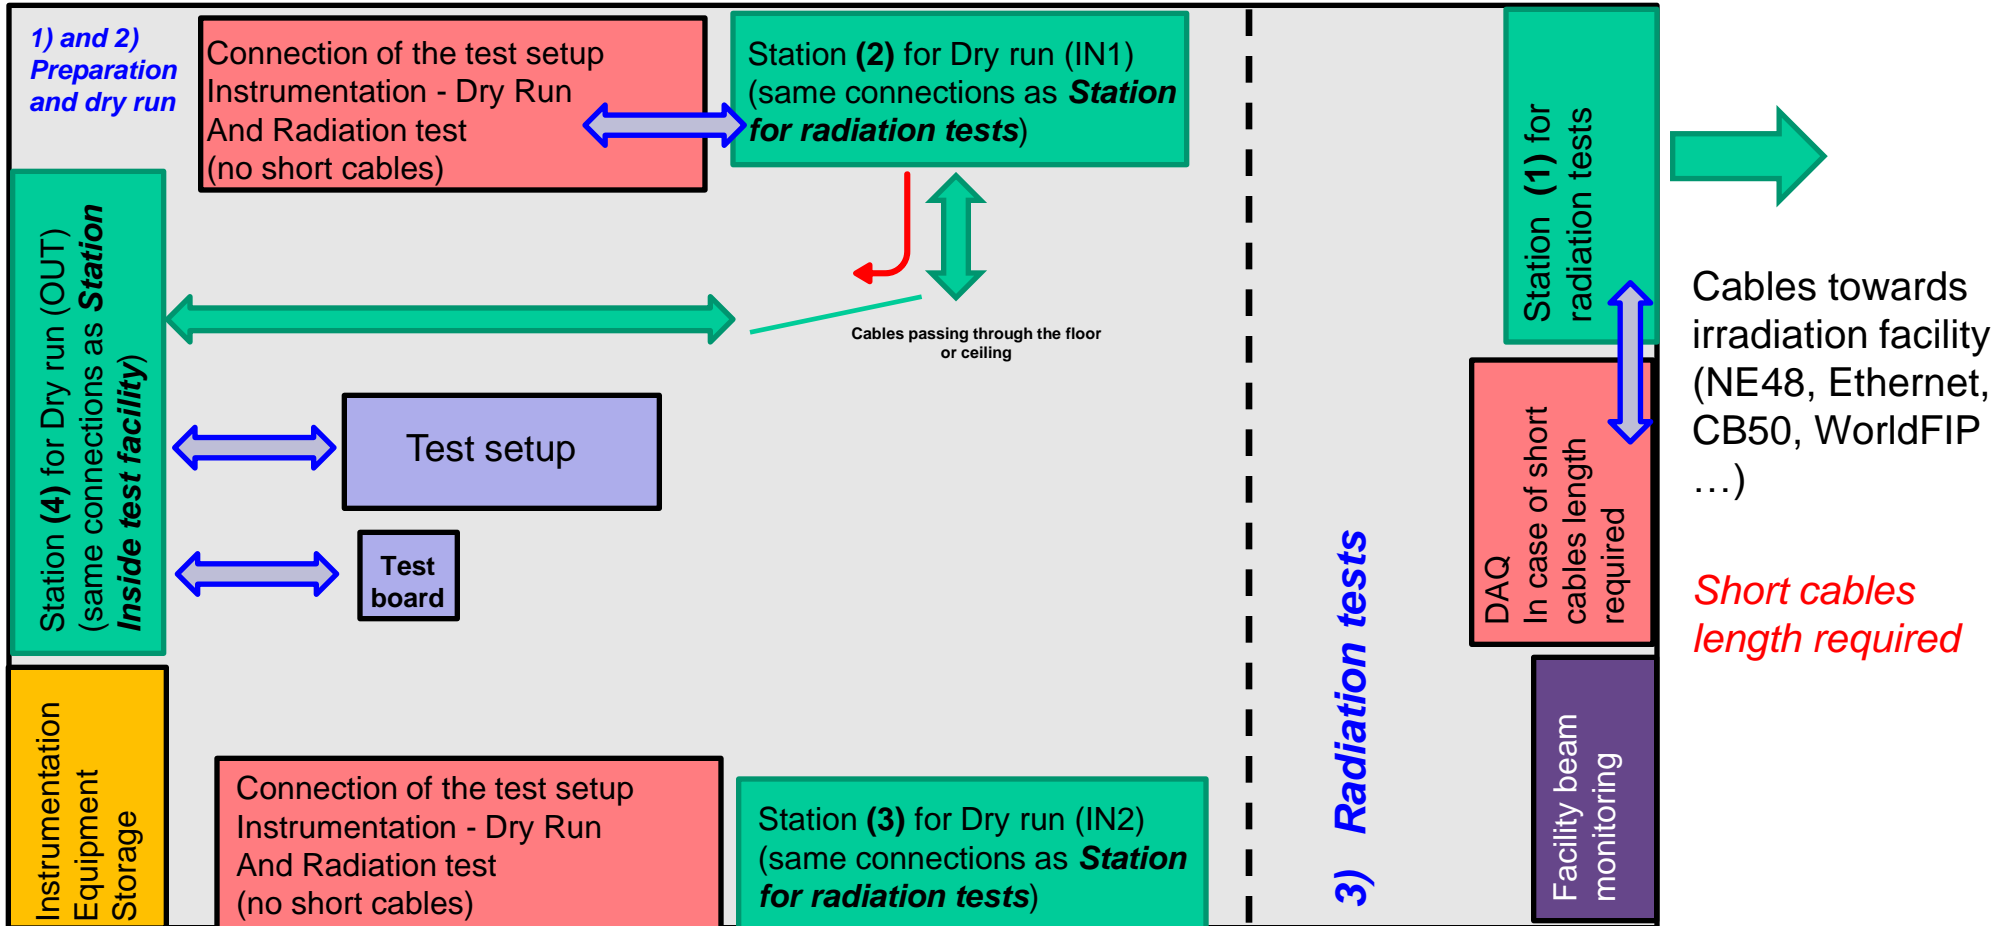 1) and 2)
Preparation
and dry run
Connection of the test setup
Instrumentation - Dry Run
And Radiation test
(no short cables)
Station (2) for Dry run (IN1)
(same connections as Station
for radiation tests)
Station (1) for
radiation tests
Station (4) for Dry run (OUT)
(same connections as Station
Inside test facility)
Cables passing through the floor
or ceiling
Cables towards
irradiation facility
(NE48, Ethernet,
CB50, WorldFIP
…)
Test setup
Test
board
DAQ
In case of short
cables length
required
Short cables
length required
3) Radiation tests
Instrumentation
Equipment
Storage
Connection of the test setup
Instrumentation - Dry Run
And Radiation test
(no short cables)
Station (3) for Dry run (IN2)
(same connections as Station
for radiation tests)
Facility beam
monitoring